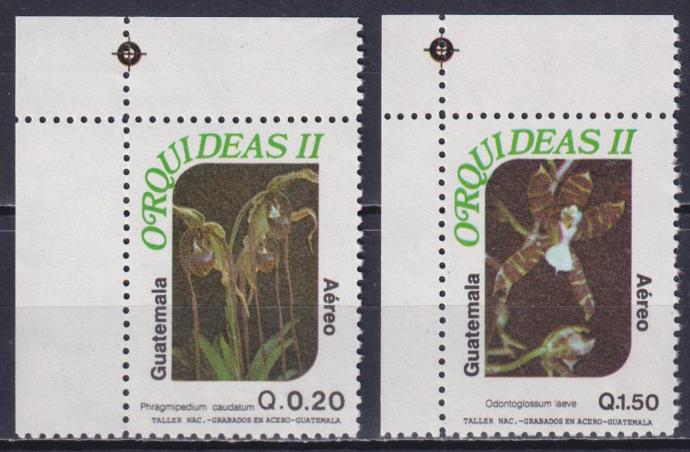 ORQUIDEAS II
Guatemala
Aéreo
Phragmipedium caudatum Q.0.20
TALLER NAC.-GRABADOS EN ACERO-GUATEMALA
ORQUIDEAS II
Guatemala
Aéreo
Odontoglossum laeve Q.1.50
TALLER NAC.-GRABADOS EN ACERO-GUATEMALA